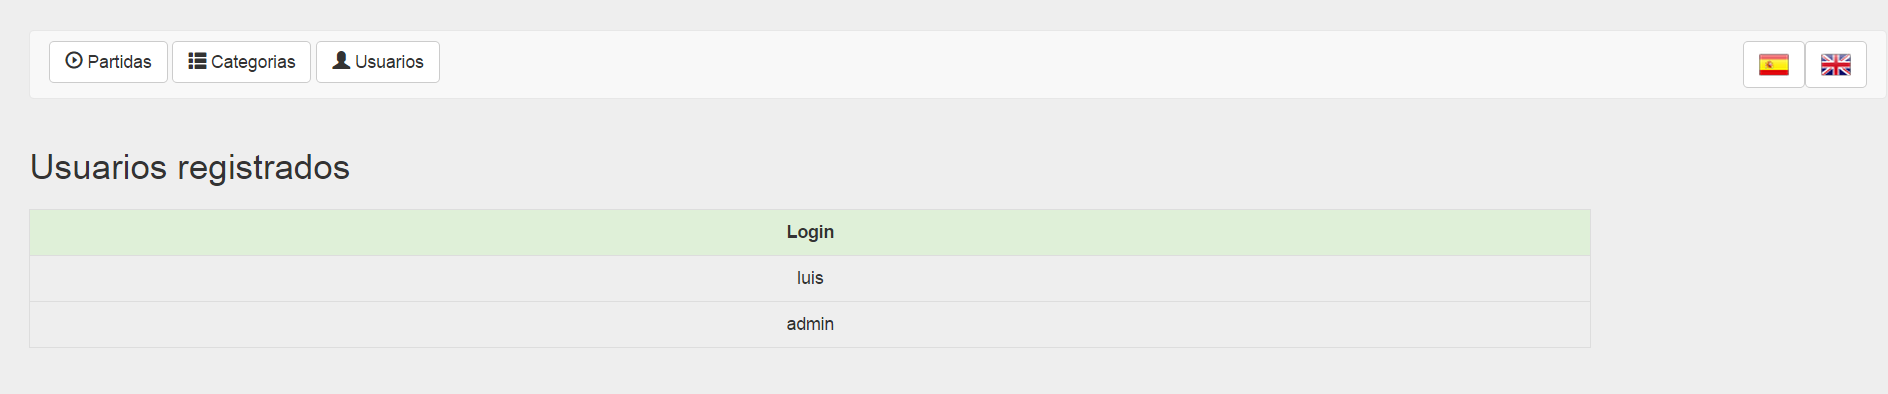 Partidas Categorias Usuarios
Usuarios registrados
Login
luis
admin